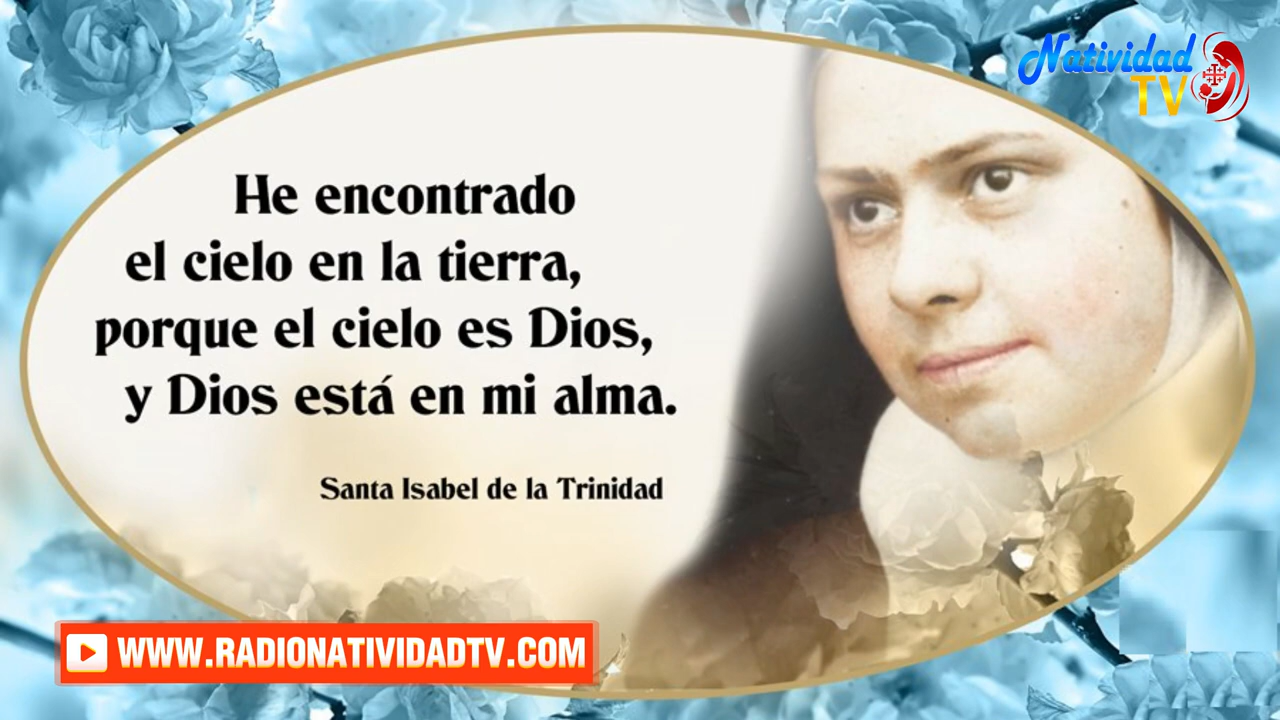 Natividad
TV
He encontrado
el cielo en la tierra,
porque el cielo es Dios,
y Dios está en mi alma.
Santa Isabel de la Trinidad
WWW.RADIONATIVIDADTV.COM